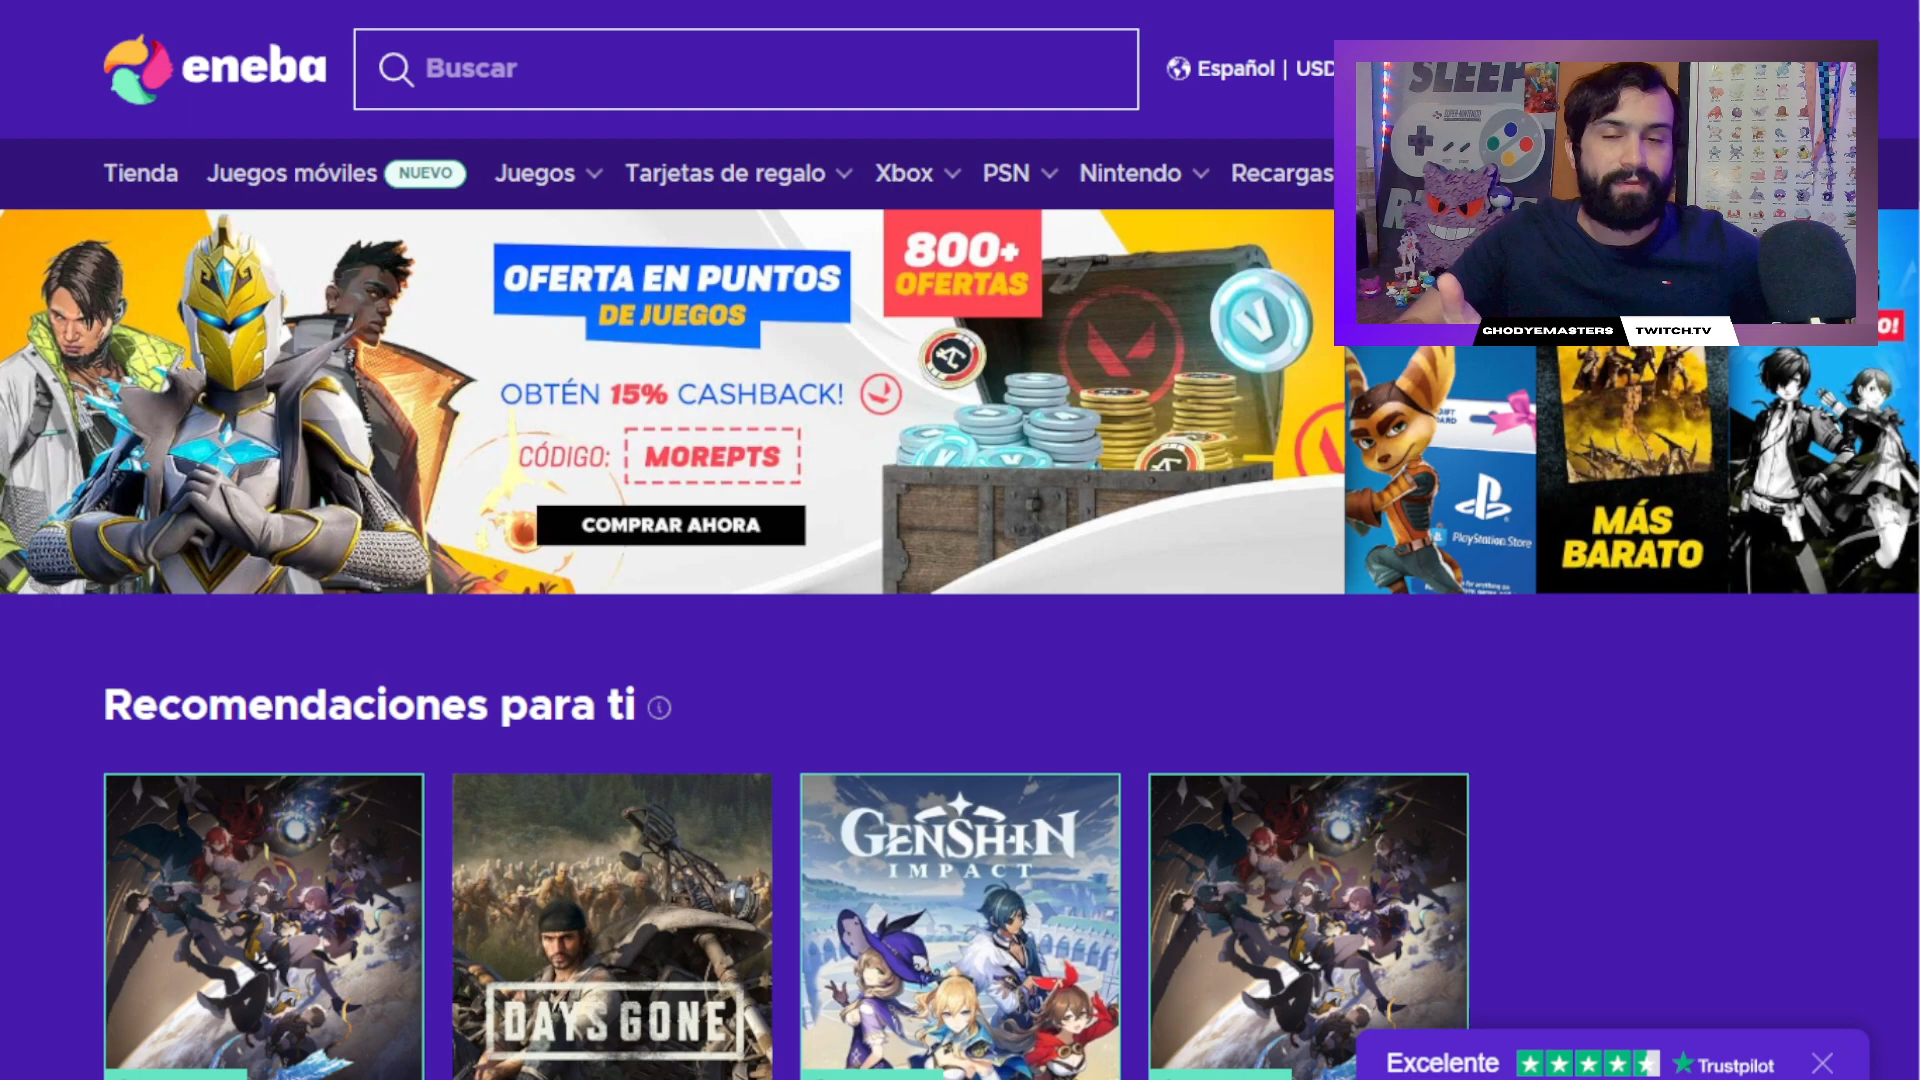 eneba
Buscar
Español | USD
Tienda
Juegos móviles NUEVO
Juegos
Tarjetas de regalo
Xbox
PSN
Nintendo
Recargas
SLEEP
SUPER NINTENDO
GHODYEMASTERS
TWITCH.TV
OFERTA EN PUNTOS
DE JUEGOS
OBTÉN 15% CASHBACK!
CÓDIGO: MOREPTS
COMPRAR AHORA
800+
OFERTAS
PlayStation Store
MÁS
BARATO
O!
Recomendaciones para ti
DAYS GONE
GENSHIN
IMPACT
Excelente
Trustpilot